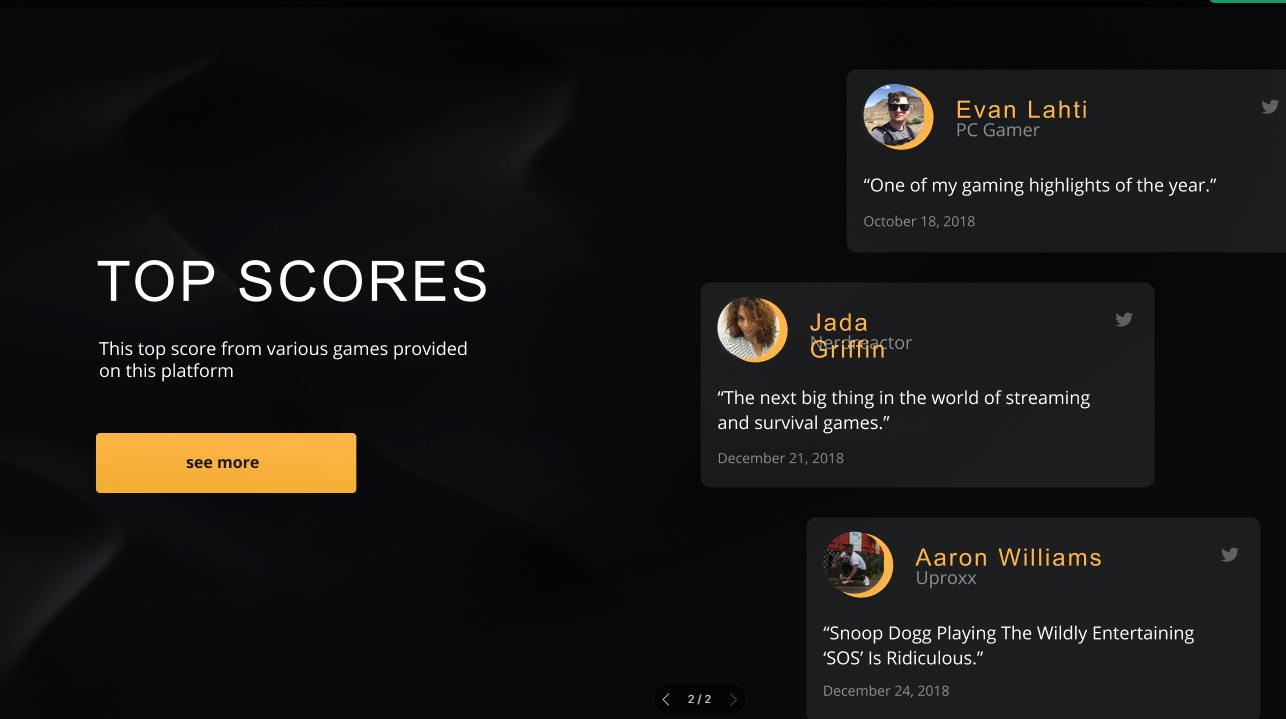 TOP SCORES
This top score from various games provided
on this platform
see more
Evan Lahti
PC Gamer
“One of my gaming highlights of the year.”
October 18, 2018
Jada
Griffin
Nerdreactor
“The next big thing in the world of streaming
and survival games.”
December 21, 2018
Aaron Williams
Uproxx
“Snoop Dogg Playing The Wildly Entertaining
‘SOS’ Is Ridiculous.”
December 24, 2018
2/2